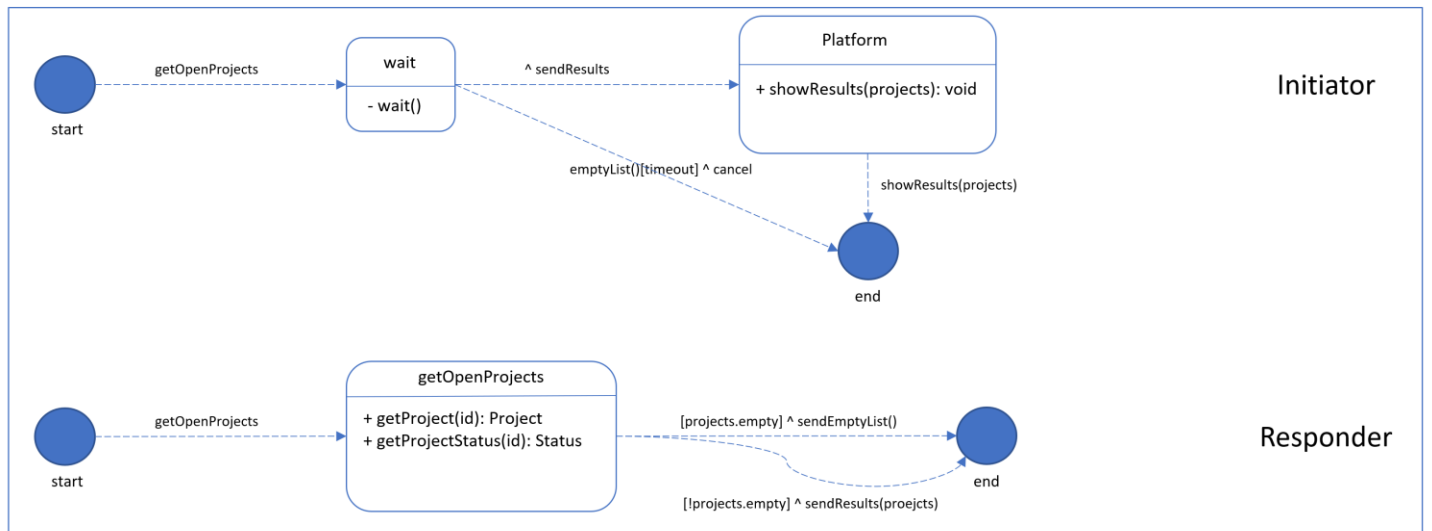 Platform
getOpenProjects
wait
^ sendResults
- wait()
+ showResults(projects): void
Initiator
start
emptyList()[timeout] ^ cancel
showResults(projects)
end
getOpenProjects
getOpenProjects
+ getProject(id): Project
+ getProjectStatus(id): Status
[projects.empty] ^ sendEmptyList()
Responder
start
end
[!projects.empty] ^ sendResults(proejcts)